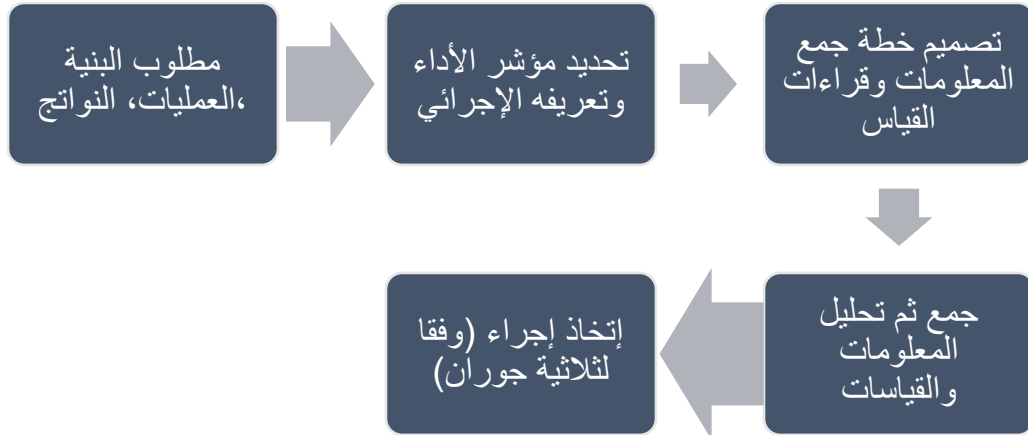 مطلوب البنية
،العمليات، النواتج
تحديد مؤشر الأداء
وتعريفه الإجرائي
تصميم خطة جمع
المعلومات وقراءات
القياس
جمع ثم تحليل
المعلومات
والقياسات
إتخاذ إجراء (وفقا
لثلاثية جوران)